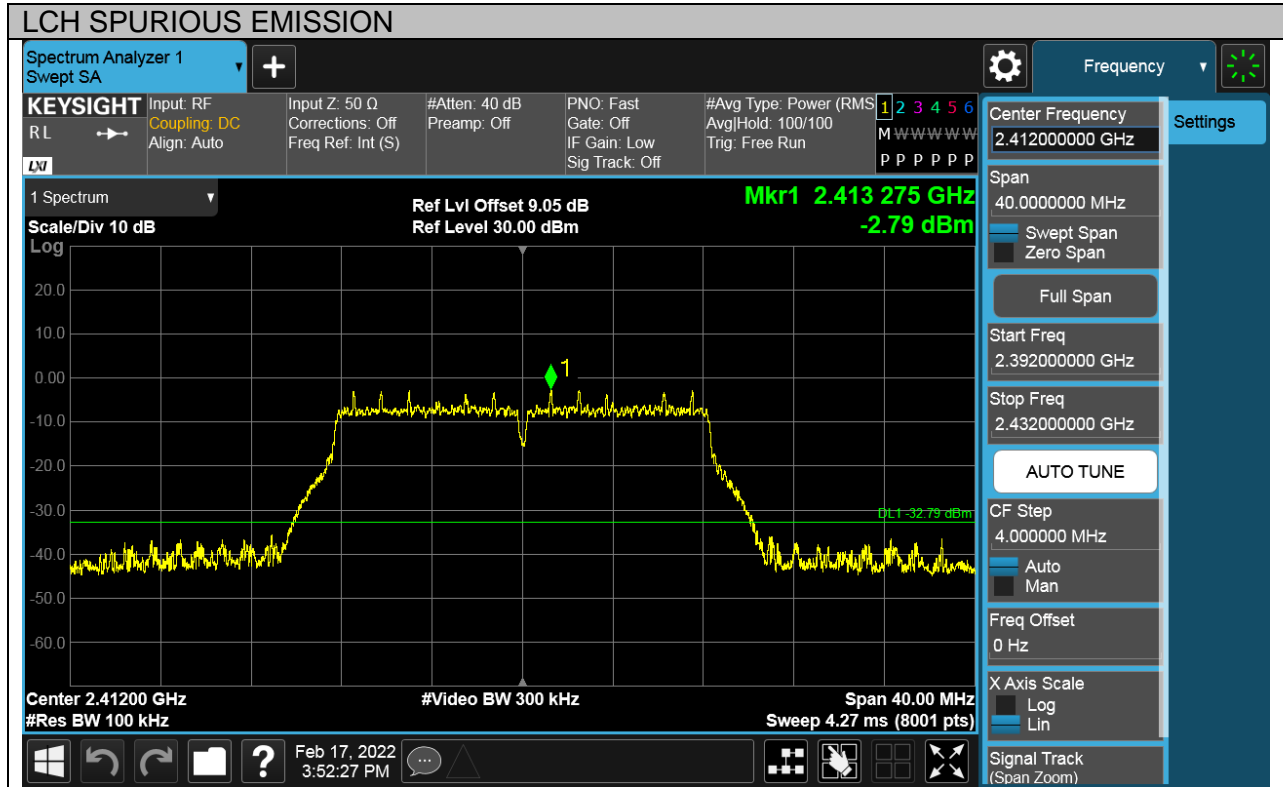 LCH SPURIOUS EMISSION
Spectrum Analyzer 1
Swept SA
+
Frequency
KEYSIGHT
RL
LXI
Input: RF
Coupling: DC
Align: Auto
Input Z: 50 Ω
Corrections: Off
Freq Ref: Int (S)
#Atten: 40 dB
Preamp: Off
PNO: Fast
Gate: Off
IF Gain: Low
Sig Track: Off
#Avg Type: Power (RMS
Avg|Hold: 100/100
Trig: Free Run
1 2 3 4 5 6
M W W W W W
P P P P P P
1 Spectrum
Scale/Div 10 dB
Ref Lvl Offset 9.05 dB
Ref Level 30.00 dBm
Mkr1 2.413 275 GHz
-2.79 dBm
Log
20.0
10.0
0.00
-10.0
-20.0
-30.0
-40.0
-50.0
-60.0
1
DL1 -32.79 dBm
Center 2.41200 GHz
#Res BW 100 kHz
#Video BW 300 kHz
Span 40.00 MHz
Sweep 4.27 ms (8001 pts)
?
Feb 17, 2022
3:52:27 PM
Center Frequency
2.412000000 GHz
Settings
Span
40.0000000 MHz
Swept Span
Zero Span
Full Span
Start Freq
2.392000000 GHz
Stop Freq
2.432000000 GHz
AUTO TUNE
CF Step
4.000000 MHz
Auto
Man
Freq Offset
0 Hz
X Axis Scale
Log
Lin
Signal Track
(Span Zoom)